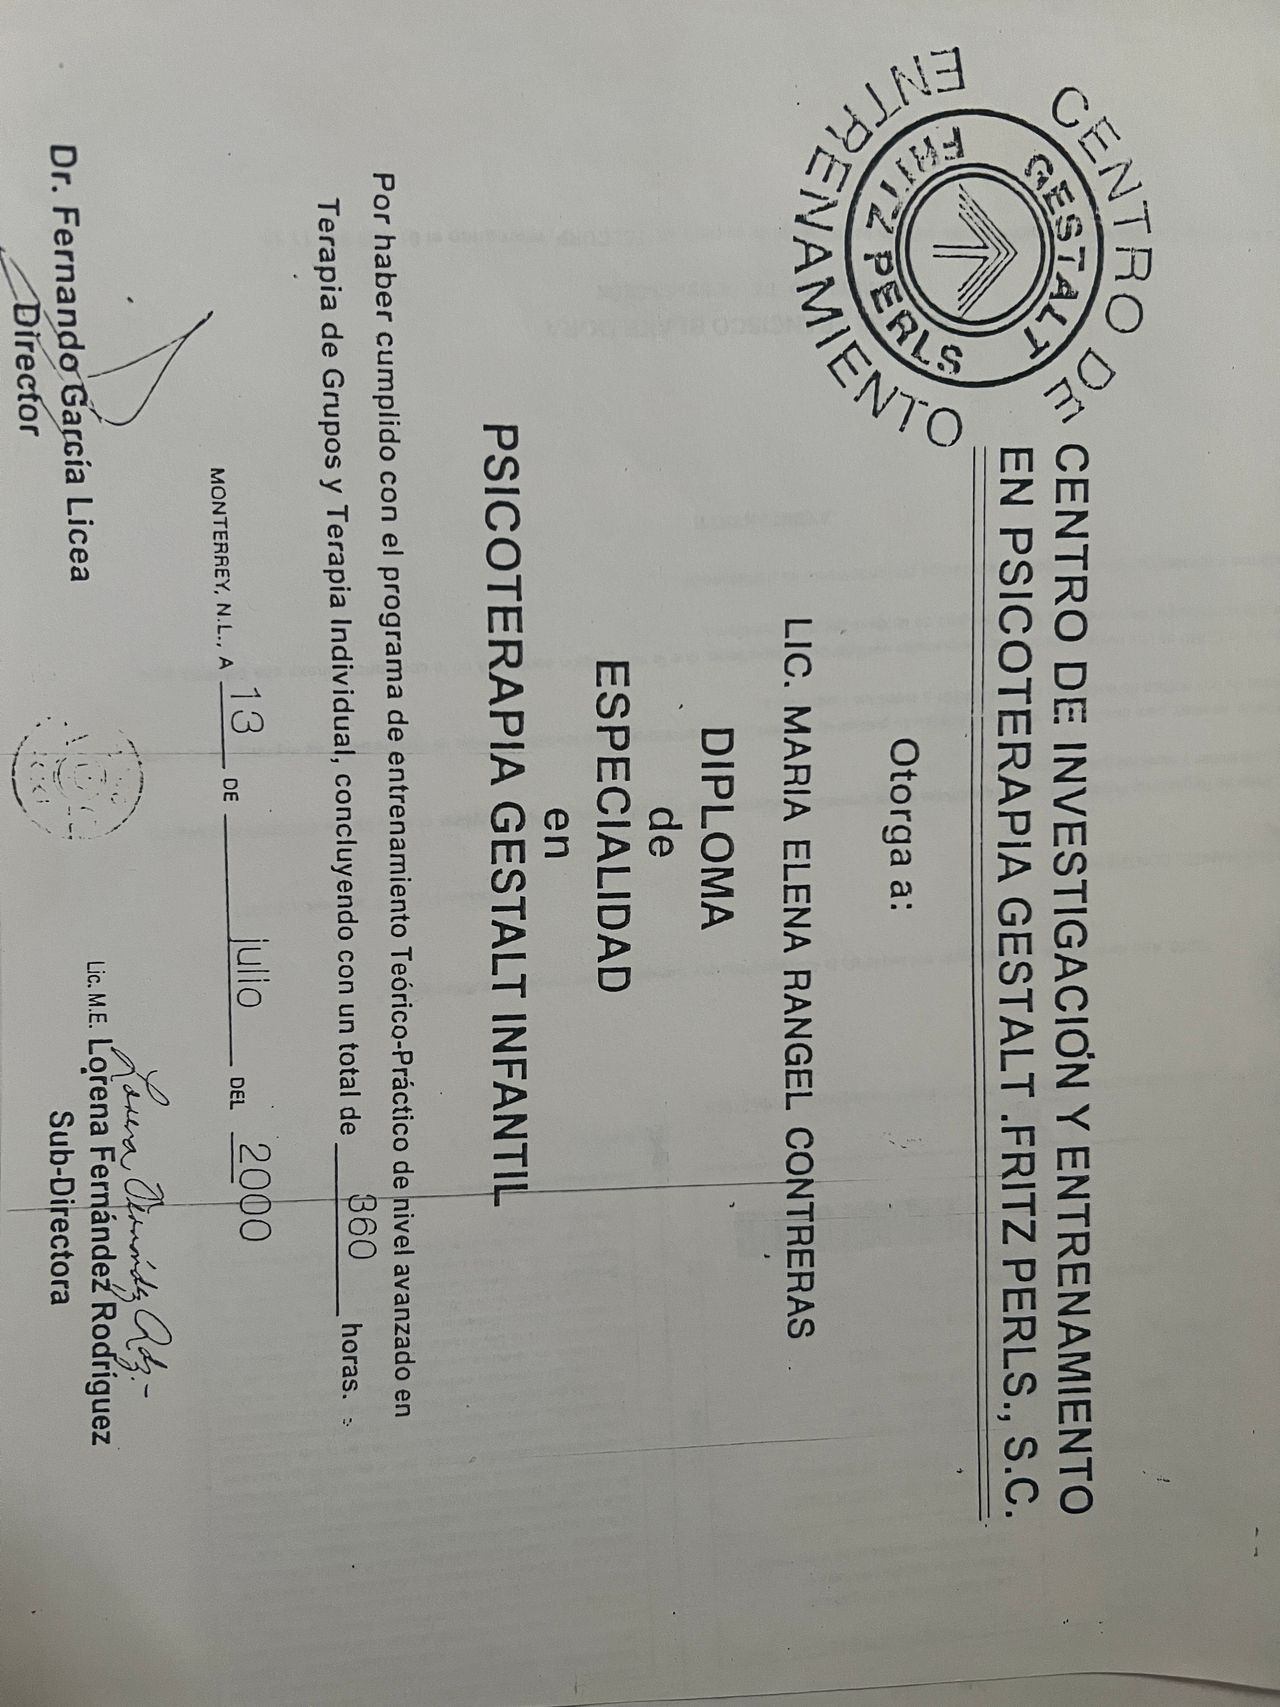 CENTRO DE ENTRENAMIENTO
GESTALT FRITZ PERLS
CENTRO DE INVESTIGACIÓN Y ENTRENAMIENTO
EN PSICOTERAPIA GESTALT .FRITZ PERLS., S.C.
Otorga a:
LIC. MARIA ELENA RANGEL CONTRERAS
DIPLOMA
de
ESPECIALIDAD
en
PSICOTERAPIA GESTALT INFANTIL
Por haber cumplido con el programa de entrenamiento Teórico-Práctico de nivel avanzado en
Terapia de Grupos y Terapia Individual, concluyendo con un total de 360 horas.
MONTERREY, N.L., A 13 DE julio DEL 2000
Lorena Fernández Rdz.-
Dr. Fernando García Licea
Director
Lic. M.E. Lorena Fernández Rodríguez
Sub-Directora